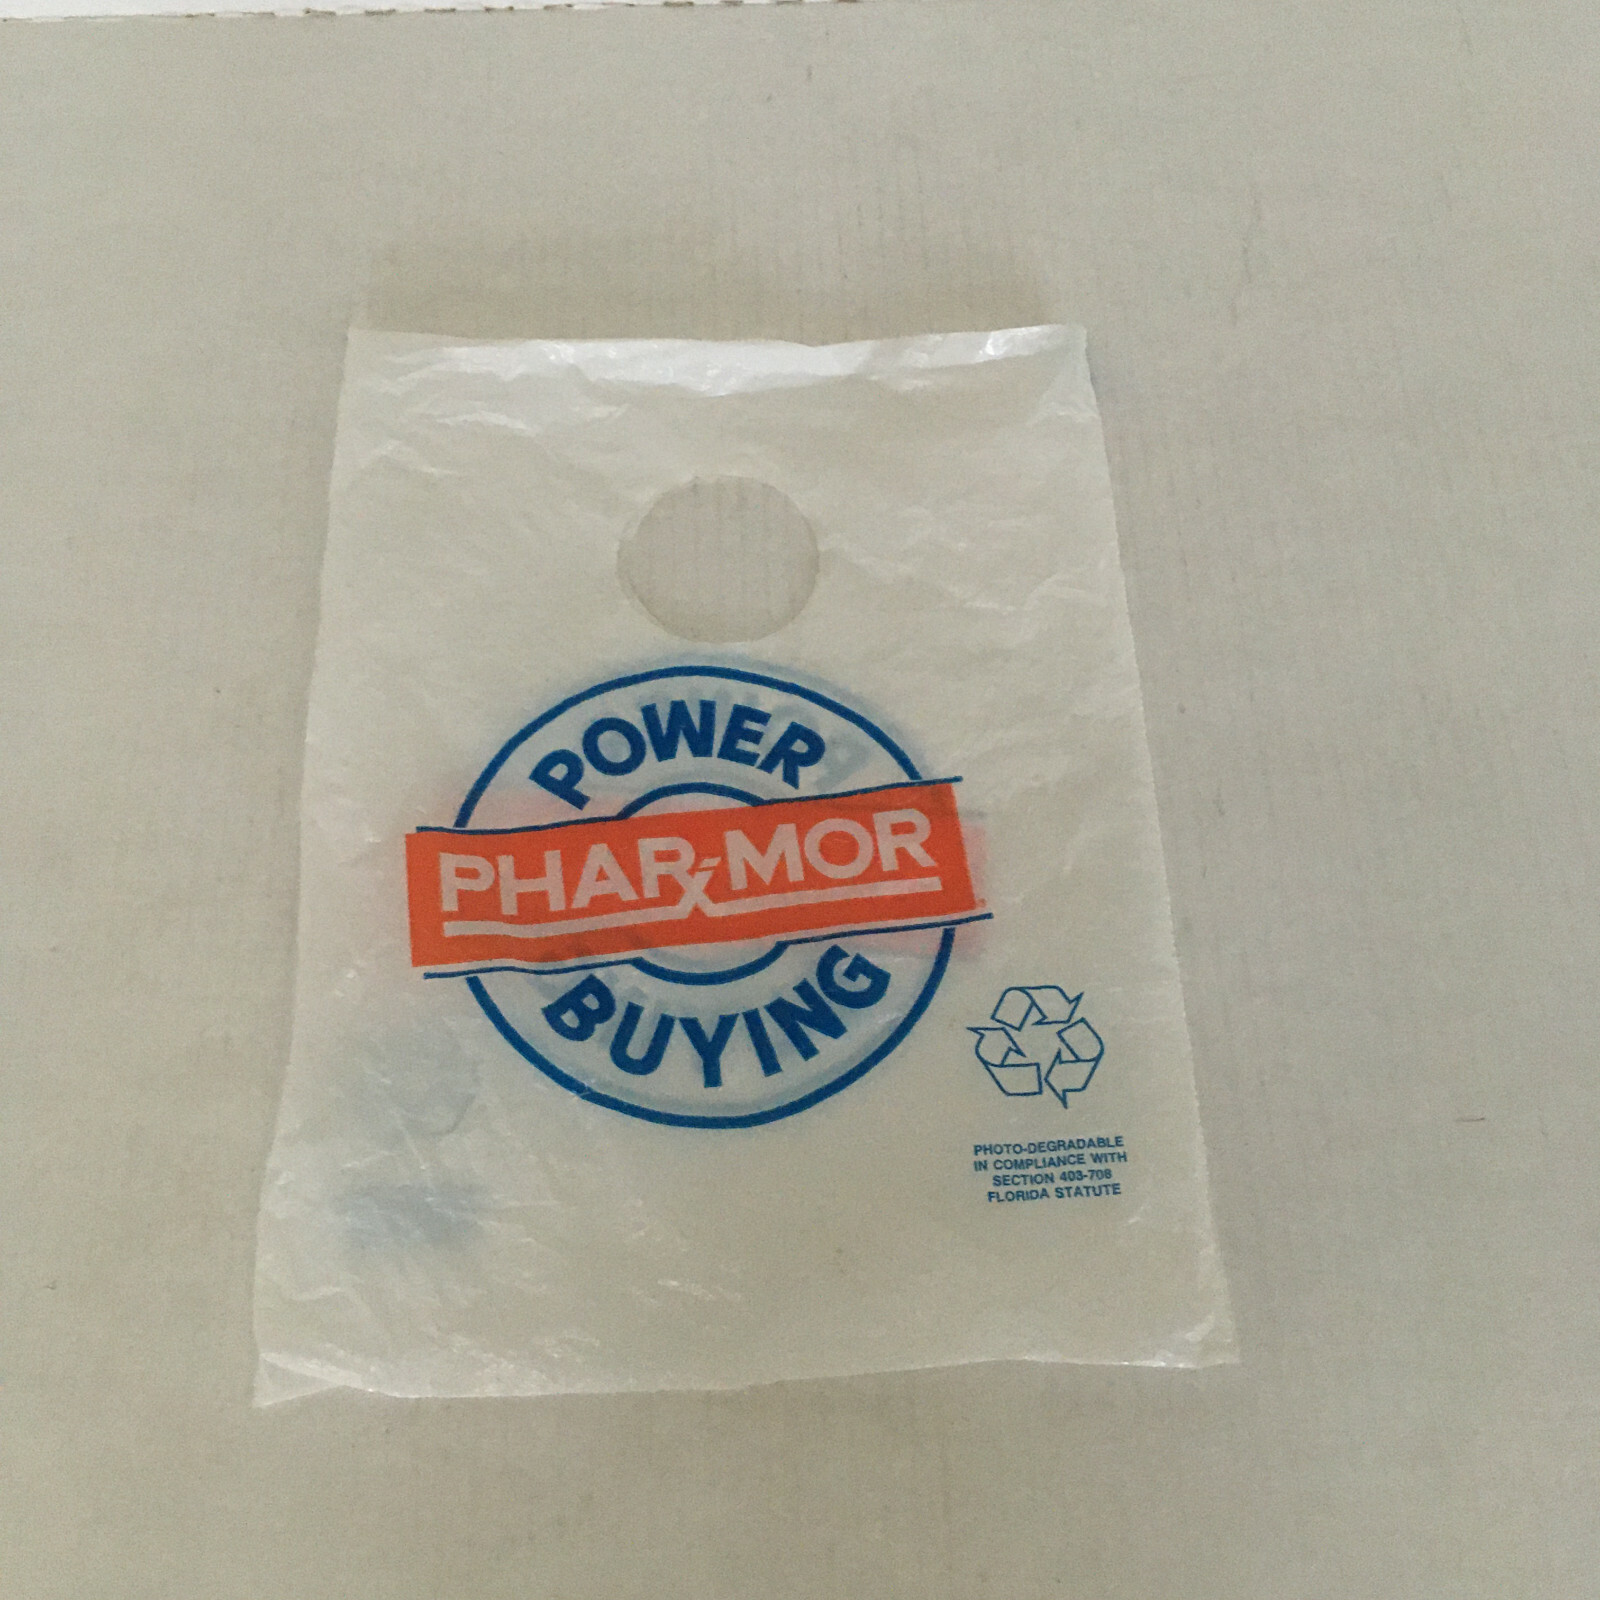 POWER
PHAR-MOR
BUYING
PHOTO-DEGRADABLE
IN COMPLIANCE WITH
SECTION 403-708
FLORIDA STATUTE